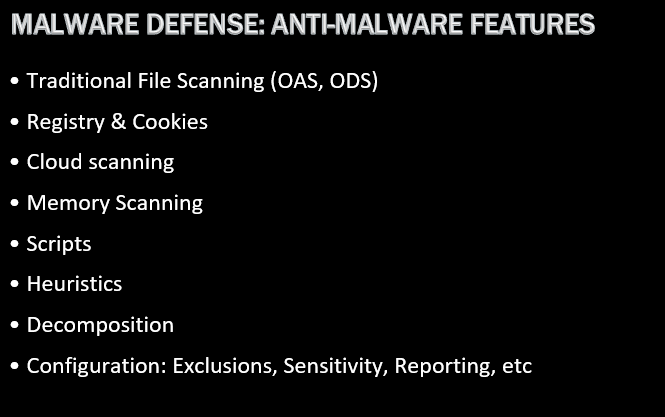 MALWARE DEFENSE: ANTI-MALWARE FEATURES
• Traditional File Scanning (OAS, ODS)
• Registry & Cookies
• Cloud scanning
• Memory Scanning
• Scripts
• Heuristics
• Decomposition
• Configuration: Exclusions, Sensitivity, Reporting, etc